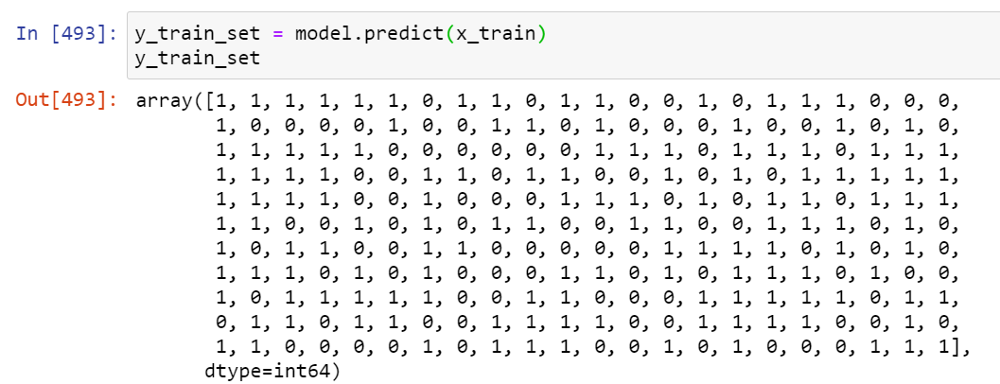 In [493]: y_train_set = model.predict(x_train)
y_train_set
Out[493]: array([1, 1, 1, 1, 1, 1, 0, 1, 1, 0, 1, 1, 0, 0, 1, 0, 1, 1, 1, 0, 0, 0,
1, 0, 0, 0, 0, 1, 0, 0, 1, 1, 0, 1, 0, 0, 0, 1, 0, 0, 1, 0, 1, 0,
1, 1, 1, 1, 1, 0, 0, 0, 0, 0, 0, 1, 1, 1, 0, 1, 1, 1, 0, 1, 1, 1,
1, 1, 1, 1, 0, 0, 1, 1, 0, 1, 1, 0, 0, 1, 0, 1, 0, 1, 1, 1, 1, 1,
1, 1, 1, 1, 0, 0, 1, 0, 0, 0, 1, 1, 1, 0, 1, 0, 1, 1, 0, 1, 1, 1,
1, 1, 0, 0, 1, 0, 1, 0, 1, 1, 0, 0, 1, 1, 0, 0, 1, 1, 1, 0, 1, 0,
1, 0, 1, 1, 0, 0, 1, 1, 0, 0, 0, 0, 0, 1, 1, 1, 1, 0, 1, 0, 1, 0,
1, 1, 1, 0, 1, 0, 1, 0, 0, 0, 1, 1, 0, 1, 0, 1, 1, 1, 0, 1, 0, 0,
1, 0, 1, 1, 1, 1, 1, 0, 0, 1, 1, 0, 0, 0, 1, 1, 1, 1, 1, 0, 1, 1,
0, 1, 1, 0, 1, 1, 0, 0, 1, 1, 1, 1, 0, 0, 1, 1, 1, 1, 0, 0, 1, 0,
1, 1, 0, 0, 0, 0, 1, 0, 1, 1, 1, 0, 0, 1, 0, 1, 0, 0, 0, 1, 1, 1],
dtype=int64)